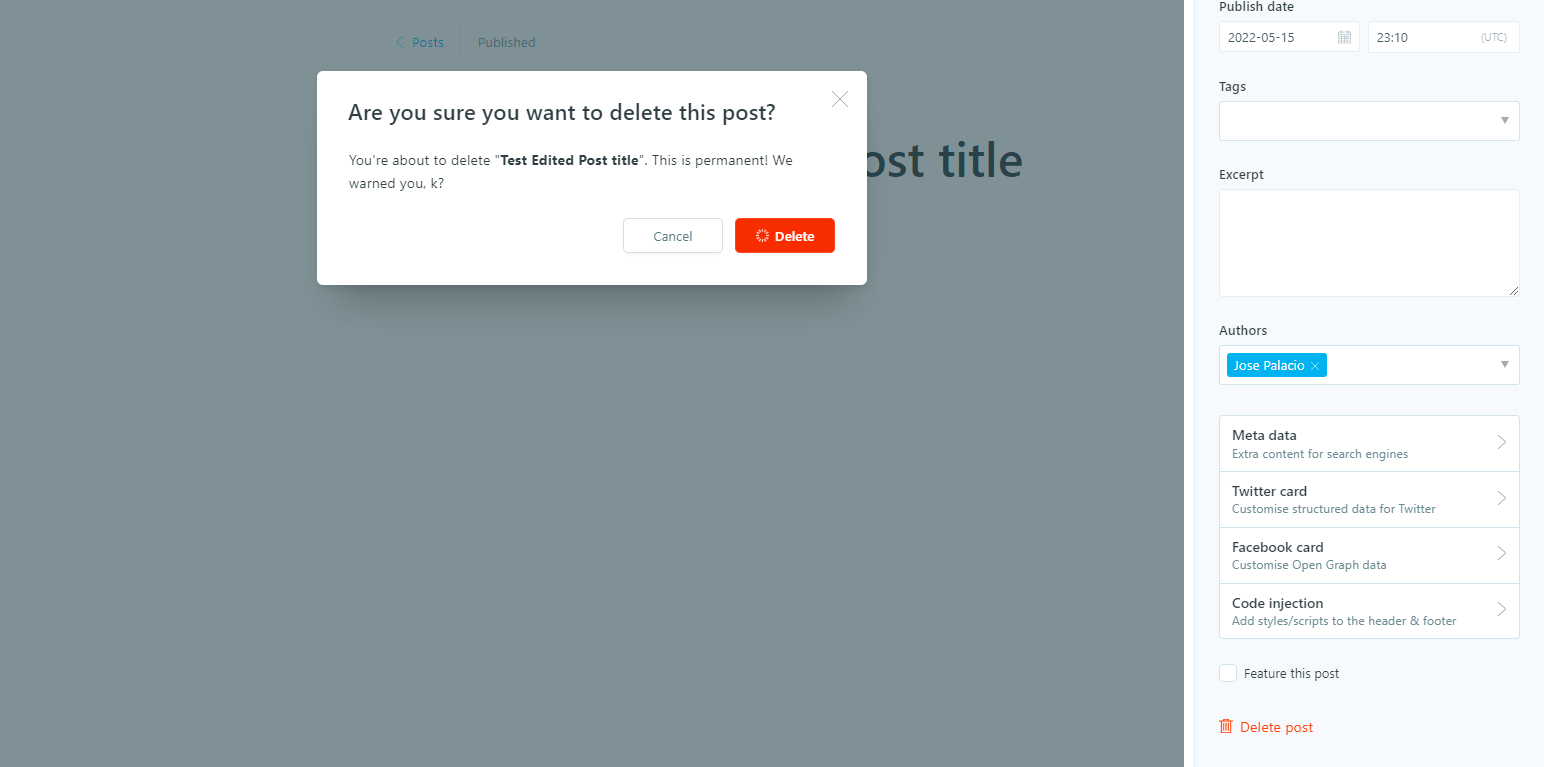 Posts
Published
Are you sure you want to delete this post?
You're about to delete "Test Edited Post title". This is permanent! We
warned you, k?
Cancel
Delete
ost title
Publish date
2022-05-15
23:10
(UTC)
Tags
Excerpt
Authors
Jose Palacio
Meta data
Extra content for search engines
Twitter card
Customise structured data for Twitter
Facebook card
Customise Open Graph data
Code injection
Add styles/scripts to the header & footer
Feature this post
Delete post